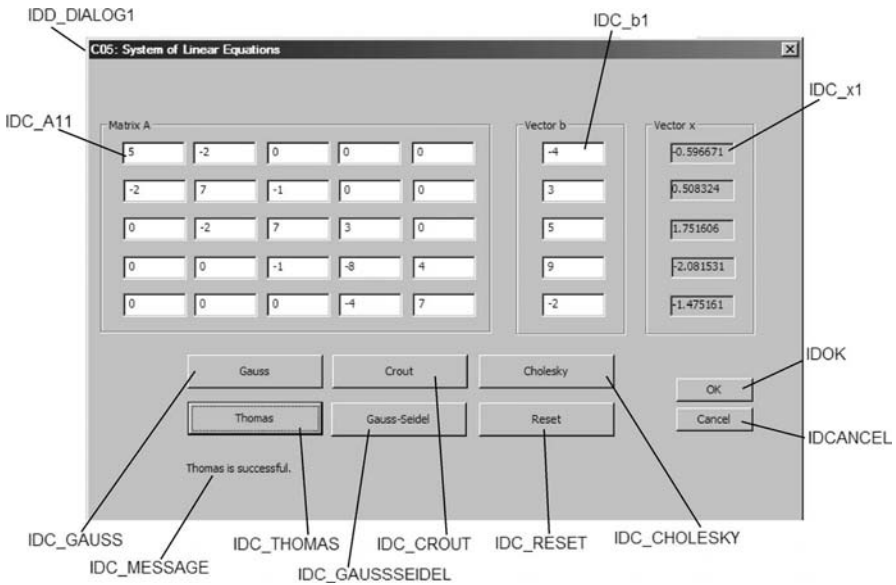 IDD_DIALOG1
IDC_b1
C05: System of Linear Equations
IDC_x1
IDC_A11
Matrix A
Vector b
Vector x
5 -2 0 0 0 -4 -0.596671
-2 7 -1 0 0 3 0.508324
0 -2 7 3 0 5 1.751606
0 0 -1 -8 4 9 -2.081531
0 0 0 -4 7 -2 -1.475161
IDOK
Gauss Crout Cholesky
OK
Thomas Gauss-Seidel Reset
Cancel
IDCANCEL
Thomas is successful.
IDC_GAUSS
IDC_THOMAS
IDC_CROUT
IDC_RESET
IDC_CHOLESKY
IDC_MESSAGE
IDC_GAUSSSEIDEL